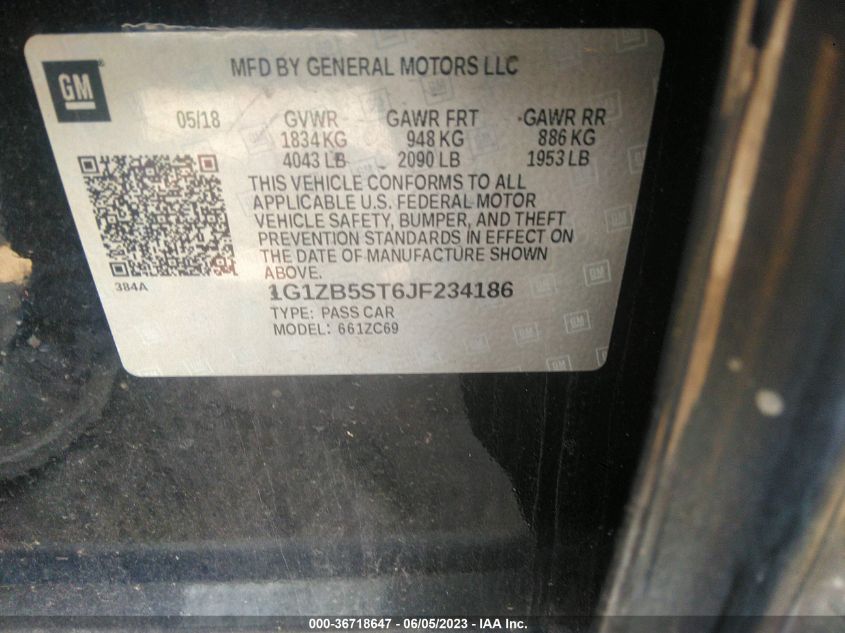 GM
MFD BY GENERAL MOTORS LLC
05/18 GVWR GAWR FRT GAWR RR
1834 KG 948 KG 886 KG
4043 LB 2090 LB 1953 LB
THIS VEHICLE CONFORMS TO ALL
APPLICABLE U.S. FEDERAL MOTOR
VEHICLE SAFETY, BUMPER, AND THEFT
PREVENTION STANDARDS IN EFFECT ON
THE DATE OF MANUFACTURE SHOWN
ABOVE.
384A
1G1ZB5ST6JF234186
TYPE: PASS CAR
MODEL: 661ZC69
000-36718647 - 06/05/2023 - IAA Inc.